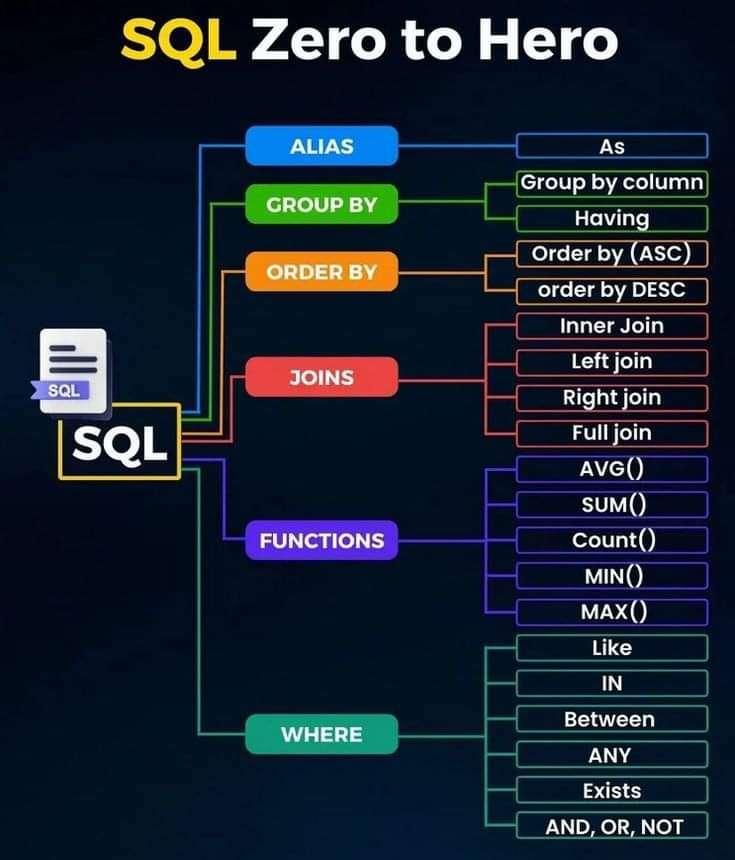 SQL Zero to Hero
ALIAS
As
GROUP BY
Group by column
Having
ORDER BY
Order by (ASC)
order by DESC
JOINS
Inner Join
Left join
Right join
Full join
SQL
SQL
FUNCTIONS
AVG()
SUM()
Count()
MIN()
MAX()
WHERE
Like
IN
Between
ANY
Exists
AND, OR, NOT